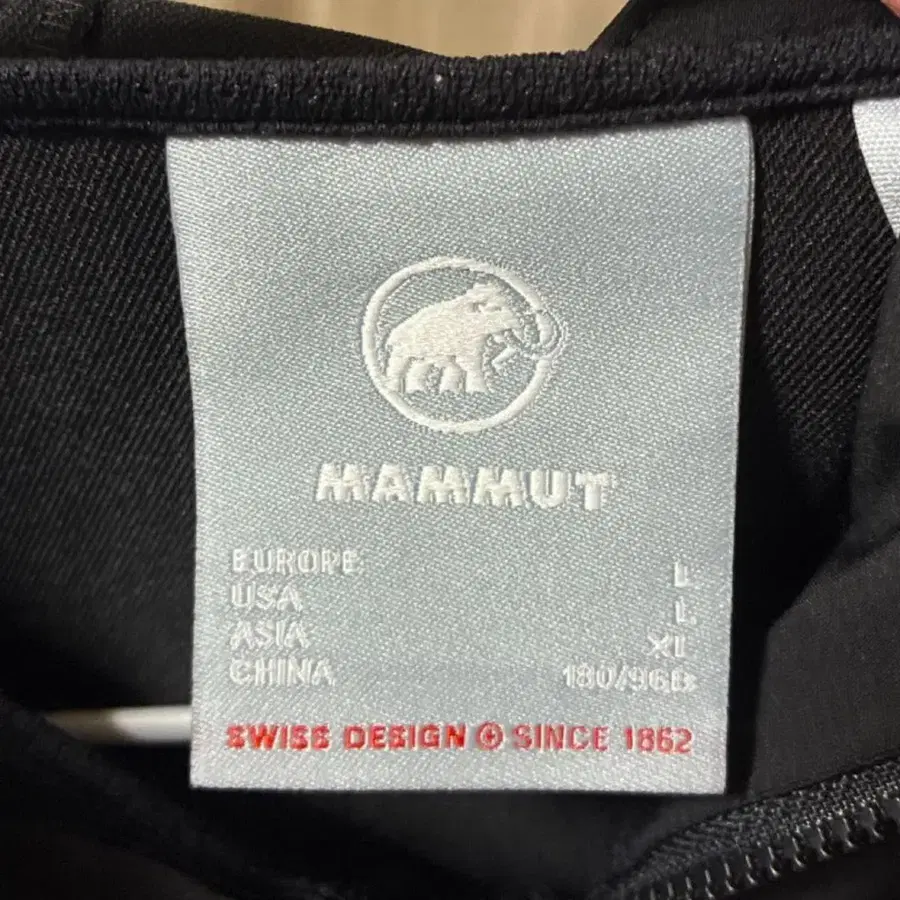 MAMMUT
EUROPE L
USA L
ASIA XL
CHINA 180/96B
SWISS DESIGN SINCE 1862